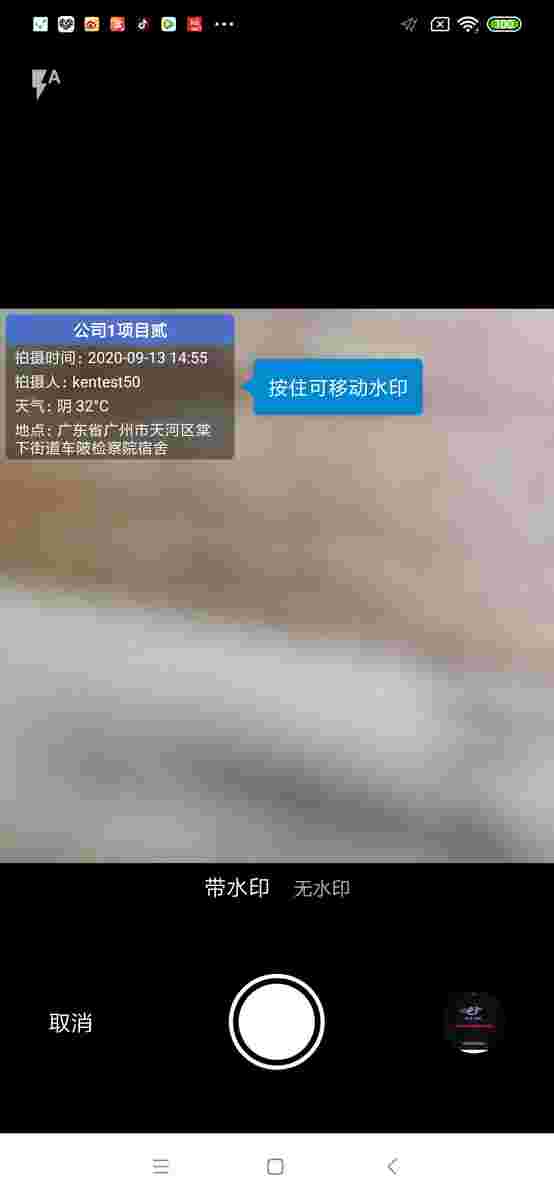 100
A
公司1项目贰
拍摄时间：2020-09-13 14:55
拍摄人：kentest50
天气：阴 32°C
地点：广东省广州市天河区棠
下街道车陂检察院宿舍
按住可移动水印
带水印 无水印
取消